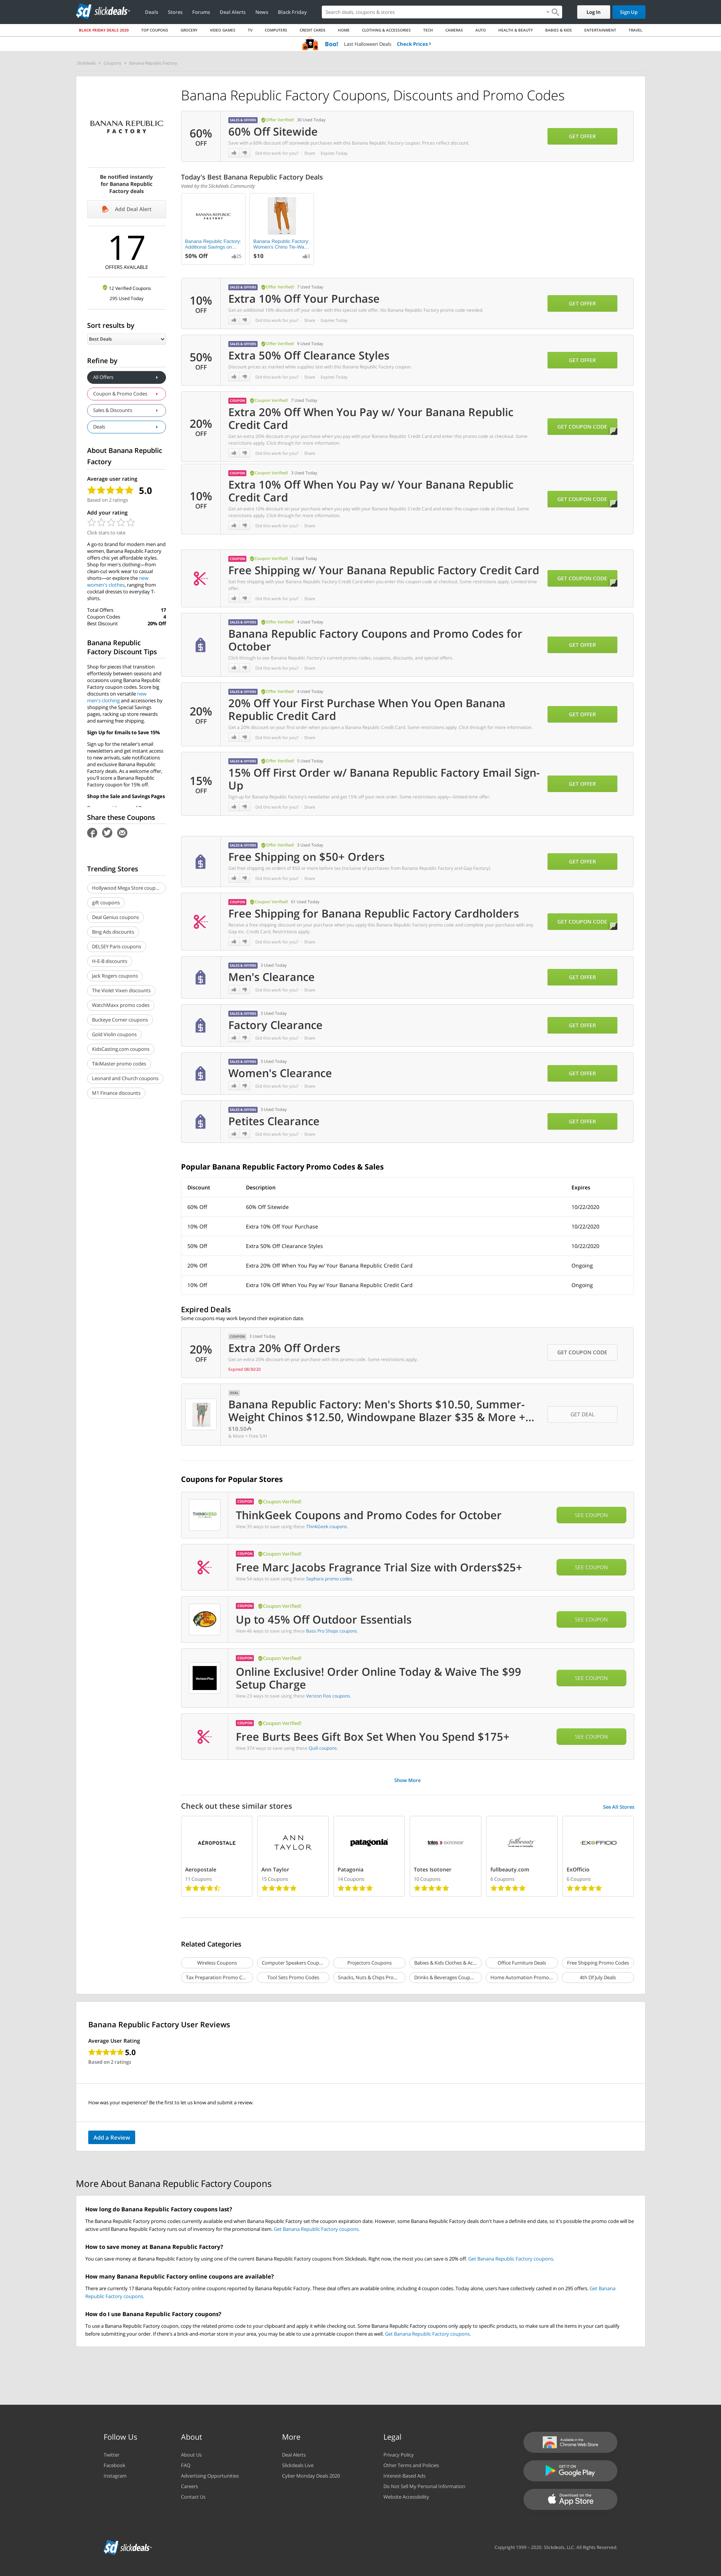 sd slickdeals
Deals Stores Forums Deal Alerts News Black Friday
Search deals, coupons & stores
Log In Sign Up
BLACK FRIDAY DEALS 2020 TOP COUPONS GROCERY VIDEO GAMES TV COMPUTERS CREDIT CARDS HOME CLOTHING & ACCESSORIES TECH CAMERAS AUTO HEALTH & BEAUTY BABIES & KIDS ENTERTAINMENT TRAVEL
Boo! Last Halloween Deals Check Prices
Slickdeals > Coupons > Banana Republic Factory
BANANA REPUBLIC
FACTORY
Be notified instantly
for Banana Republic
Factory deals
Add Deal Alert
17
OFFERS AVAILABLE
12 Verified Coupons
295 Used Today
Sort results by
Best Deals
Refine by
All Offers
Coupon & Promo Codes
Sales & Discounts
Deals
About Banana Republic
Factory
Average user rating
5.0
Based on 2 ratings
Add your rating
Click stars to rate
A go-to brand for modern men and
women, Banana Republic Factory
offers chic yet affordable styles.
Shop for men's clothing—from
clean-cut work wear to casual
shorts—or explore the new
women's clothes, ranging from
cocktail dresses to everyday T-
shirts.
Total Offers 17
Coupon Codes 4
Best Discount 20% Off
Banana Republic
Factory Discount Tips
Shop for pieces that transition
effortlessly between seasons and
occasions using Banana Republic
Factory coupon codes. Score big
discounts on versatile new
men's clothing and accessories by
shopping the Special Savings
pages, racking up store rewards
and earning free shipping.
Sign Up for Emails to Save 15%
Sign up for the retailer's email
newsletters and get instant access
to new arrivals, sale notifications
and exclusive Banana Republic
Factory deals. As a welcome offer,
you'll score a Banana Republic
Factory coupon for 15% off.
Shop the Sale and Savings Pages
Share these Coupons
Trending Stores
Hollywood Mega Store coup...
gift coupons
Deal Genius coupons
Bing Ads discounts
DELSEY Paris coupons
H-E-B discounts
Jack Rogers coupons
The Violet Vixen discounts
WatchMaxx promo codes
Buckeye Corner coupons
Gold Violin coupons
KidsCasting.com coupons
TikiMaster promo codes
Leonard and Church coupons
M1 Finance discounts
Banana Republic Factory Coupons, Discounts and Promo Codes
60% OFF
SALES & OFFERS Offer Verified! 30 Used Today
60% Off Sitewide
Save with a 60% discount off storewide purchases with this Banana Republic Factory coupon. Prices reflect discount.
Did this work for you? Share Expires Today
GET OFFER
Today's Best Banana Republic Factory Deals
Voted by the Slickdeals Community
BANANA REPUBLIC
FACTORY
Banana Republic Factory:
Additional Savings on...
50% Off 25
Banana Republic Factory:
Women's Chino Tie-Wa...
$10 8
10% OFF
SALES & OFFERS Offer Verified! 7 Used Today
Extra 10% Off Your Purchase
Get an additional 10% discount off your order with this special sale offer. No Banana Republic Factory promo code needed.
Did this work for you? Share Expires Today
GET OFFER
50% OFF
SALES & OFFERS Offer Verified! 9 Used Today
Extra 50% Off Clearance Styles
Discount prices as marked while supplies last with this Banana Republic Factory coupon.
Did this work for you? Share Expires Today
GET OFFER
20% OFF
COUPON Coupon Verified! 7 Used Today
Extra 20% Off When You Pay w/ Your Banana Republic
Credit Card
Get an extra 20% discount on your purchase when you pay with your Banana Republic Credit Card and enter this promo code at checkout. Some
restrictions apply. Click through for more information.
Did this work for you? Share
GET COUPON CODE
10% OFF
COUPON Coupon Verified! 3 Used Today
Extra 10% Off When You Pay w/ Your Banana Republic
Credit Card
Get an extra 10% discount on your purchase when you pay with your Banana Republic Credit Card and enter this coupon code at checkout. Some
restrictions apply. Click through for more information.
Did this work for you? Share
GET COUPON CODE
COUPON Coupon Verified! 3 Used Today
Free Shipping w/ Your Banana Republic Factory Credit Card
Get free shipping with your Banana Republic Factory Credit Card when you enter this coupon code at checkout. Some restrictions apply. Limited-time
offer.
Did this work for you? Share
GET COUPON CODE
SALES & OFFERS Offer Verified! 4 Used Today
Banana Republic Factory Coupons and Promo Codes for
October
Click through to see Banana Republic Factory's current promo codes, coupons, discounts, and special offers.
Did this work for you? Share
GET OFFER
20% OFF
SALES & OFFERS Offer Verified! 4 Used Today
20% Off Your First Purchase When You Open Banana
Republic Credit Card
Get a 20% discount on your first order when you open a Banana Republic Credit Card. Some restrictions apply. Click through for more information.
Did this work for you? Share
GET OFFER
15% OFF
SALES & OFFERS Offer Verified! 5 Used Today
15% Off First Order w/ Banana Republic Factory Email Sign-
Up
Sign up for Banana Republic Factory's newsletter and get 15% off your next order. Some restrictions apply—limited-time offer.
Did this work for you? Share
GET OFFER
SALES & OFFERS Offer Verified! 3 Used Today
Free Shipping on $50+ Orders
Get free shipping on orders of $50 or more before tax (inclusive of purchases from Banana Republic Factory and Gap Factory).
Did this work for you? Share
GET OFFER
COUPON Coupon Verified! 61 Used Today
Free Shipping for Banana Republic Factory Cardholders
Receive a free shipping discount on your purchase when you apply this Banana Republic Factory promo code and complete your purchase with any
Gap Inc. Credit Card. Restrictions apply.
Did this work for you? Share
GET COUPON CODE
SALES & OFFERS 3 Used Today
Men's Clearance
Did this work for you? Share
GET OFFER
SALES & OFFERS 3 Used Today
Factory Clearance
Did this work for you? Share
GET OFFER
SALES & OFFERS 3 Used Today
Women's Clearance
Did this work for you? Share
GET OFFER
SALES & OFFERS 3 Used Today
Petites Clearance
Did this work for you? Share
GET OFFER
Popular Banana Republic Factory Promo Codes & Sales
Discount Description Expires
60% Off 60% Off Sitewide 10/22/2020
10% Off Extra 10% Off Your Purchase 10/22/2020
50% Off Extra 50% Off Clearance Styles 10/22/2020
20% Off Extra 20% Off When You Pay w/ Your Banana Republic Credit Card Ongoing
10% Off Extra 10% Off When You Pay w/ Your Banana Republic Credit Card Ongoing
Expired Deals
Some coupons may work beyond their expiration date.
20% OFF
COUPON 3 Used Today
Extra 20% Off Orders
Get an extra 20% discount on your purchase with this promo code. Some restrictions apply.
Expired 08/30/20
GET COUPON CODE
DEAL
Banana Republic Factory: Men's Shorts $10.50, Summer-
Weight Chinos $12.50, Windowpane Blazer $35 & More +...
$10.50
& More + Free S/H
GET DEAL
Coupons for Popular Stores
THINKGEEK
COUPON Coupon Verified!
ThinkGeek Coupons and Promo Codes for October
View 35 ways to save using these ThinkGeek coupons.
SEE COUPON
COUPON Coupon Verified!
Free Marc Jacobs Fragrance Trial Size with Orders$25+
View 54 ways to save using these Sephora promo codes.
SEE COUPON
COUPON Coupon Verified!
Up to 45% Off Outdoor Essentials
View 46 ways to save using these Bass Pro Shops coupons.
SEE COUPON
Verizon Fios
COUPON Coupon Verified!
Online Exclusive! Order Online Today & Waive The $99
Setup Charge
View 23 ways to save using these Verizon Fios coupons.
SEE COUPON
COUPON Coupon Verified!
Free Burts Bees Gift Box Set When You Spend $175+
View 374 ways to save using these Quill coupons.
SEE COUPON
Show More
Check out these similar stores See All Stores
AÉROPOSTALE ANN TAYLOR patagonia totes ISOTONER fullbeauty EXOFFICIO
Aeropostale Ann Taylor Patagonia Totes Isotoner fullbeauty.com ExOfficio
11 Coupons 15 Coupons 14 Coupons 10 Coupons 6 Coupons 6 Coupons
Related Categories
Wireless Coupons Computer Speakers Coup... Projectors Coupons Babies & Kids Clothes & Ac... Office Furniture Deals Free Shipping Promo Codes
Tax Preparation Promo C... Tool Sets Promo Codes Snacks, Nuts & Chips Pro... Drinks & Beverages Coup... Home Automation Promo... 4th Of July Deals
Banana Republic Factory User Reviews
Average User Rating
5.0
Based on 2 ratings
How was your experience? Be the first to let us know and submit a review.
Add a Review
More About Banana Republic Factory Coupons
How long do Banana Republic Factory coupons last?
The Banana Republic Factory promo codes currently available end when Banana Republic Factory set the coupon expiration date. However, some Banana Republic Factory deals don't have a definite end date, so it's possible the promo code will be
active until Banana Republic Factory runs out of inventory for the promotional item. Get Banana Republic Factory coupons.
How to save money at Banana Republic Factory?
You can save money at Banana Republic Factory by using one of the current Banana Republic Factory coupons from Slickdeals. Right now, the most you can save is 20% off. Get Banana Republic Factory coupons.
How many Banana Republic Factory online coupons are available?
There are currently 17 Banana Republic Factory online coupons reported by Banana Republic Factory. These deal offers are available online, including 4 coupon codes. Today alone, users have collectively cashed in on 295 offers. Get Banana
Republic Factory coupons.
How do I use Banana Republic Factory coupons?
To use a Banana Republic Factory coupon, copy the related promo code to your clipboard and apply it while checking out. Some Banana Republic Factory coupons only apply to specific products, so make sure all the items in your cart qualify
before submitting your order. If there's a brick-and-mortar store in your area, you may be able to use a printable coupon there as well. Get Banana Republic Factory coupons.
Follow Us About More Legal
Twitter About Us Deal Alerts Privacy Policy
Facebook FAQ Slickdeals Live Other Terms and Policies
Instagram Advertising Opportunities Cyber Monday Deals 2020 Interest-Based Ads
Careers Do Not Sell My Personal Information
Contact Us Website Accessibility
Available in the
Chrome Web Store
GET IT ON
Google Play
Download on the
App Store
sd slickdeals
Copyright 1999 - 2020. Slickdeals, LLC. All Rights Reserved.